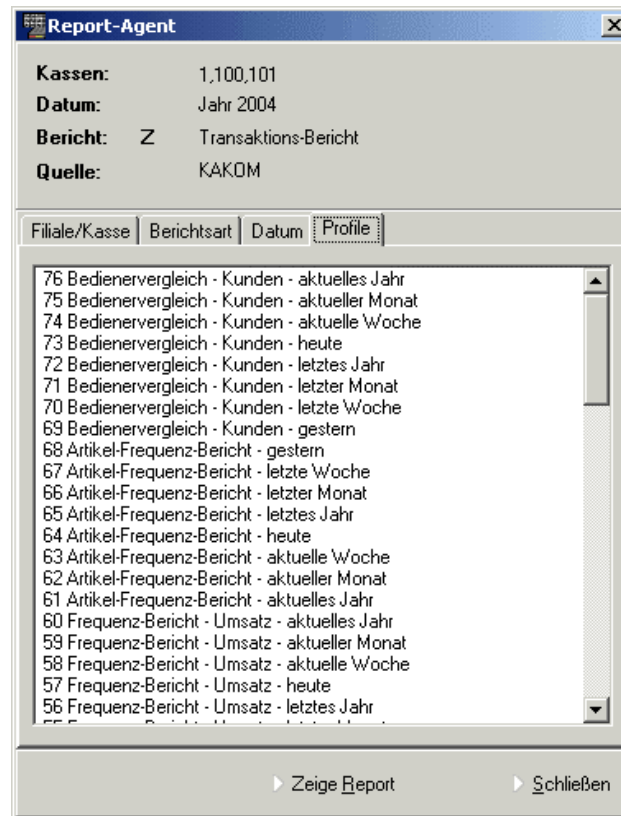 Report-Agent
Kassen: 1,100,101
Datum: Jahr 2004
Bericht: Z Transaktions-Bericht
Quelle: KAKOM
Filiale/Kasse Berichtsart Datum Profile
76 Bedienervergleich - Kunden - aktuelles Jahr
75 Bedienervergleich - Kunden - aktueller Monat
74 Bedienervergleich - Kunden - aktuelle Woche
73 Bedienervergleich - Kunden - heute
72 Bedienervergleich - Kunden - letztes Jahr
71 Bedienervergleich - Kunden - letzter Monat
70 Bedienervergleich - Kunden - letzte Woche
69 Bedienervergleich - Kunden - gestern
68 Artikel-Frequenz-Bericht - gestern
67 Artikel-Frequenz-Bericht - letzte Woche
66 Artikel-Frequenz-Bericht - letzter Monat
65 Artikel-Frequenz-Bericht - letztes Jahr
64 Artikel-Frequenz-Bericht - heute
63 Artikel-Frequenz-Bericht - aktuelle Woche
62 Artikel-Frequenz-Bericht - aktueller Monat
61 Artikel-Frequenz-Bericht - aktuelles Jahr
60 Frequenz-Bericht - Umsatz - aktuelles Jahr
59 Frequenz-Bericht - Umsatz - aktueller Monat
58 Frequenz-Bericht - Umsatz - aktuelle Woche
57 Frequenz-Bericht - Umsatz - heute
56 Frequenz-Bericht - Umsatz - letztes Jahr
Zeige Report Schließen